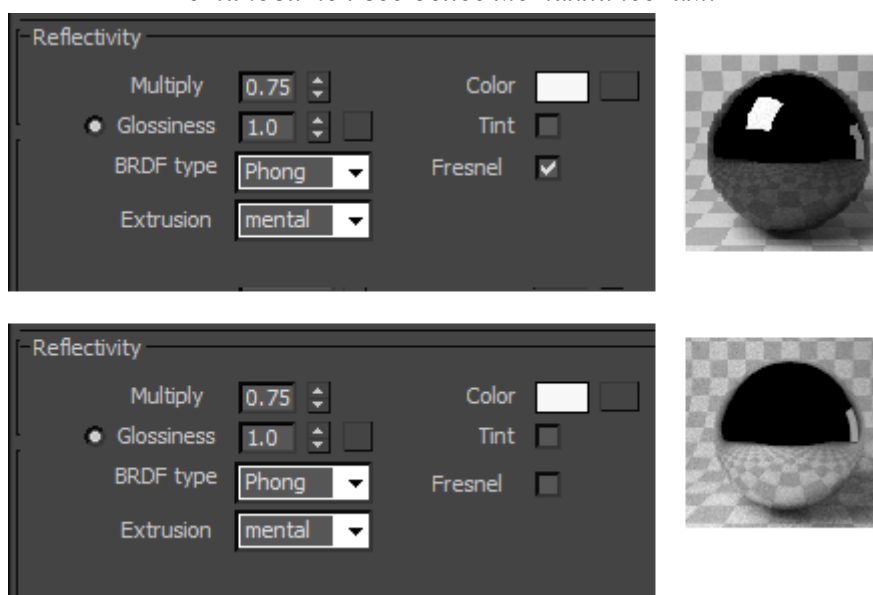 Reflectivity
Multiply 0.75 Color
Glossiness 1.0 Tint
BRDF type Phong Fresnel
Extrusion mental
Reflectivity
Multiply 0.75 Color
Glossiness 1.0 Tint
BRDF type Phong Fresnel
Extrusion mental